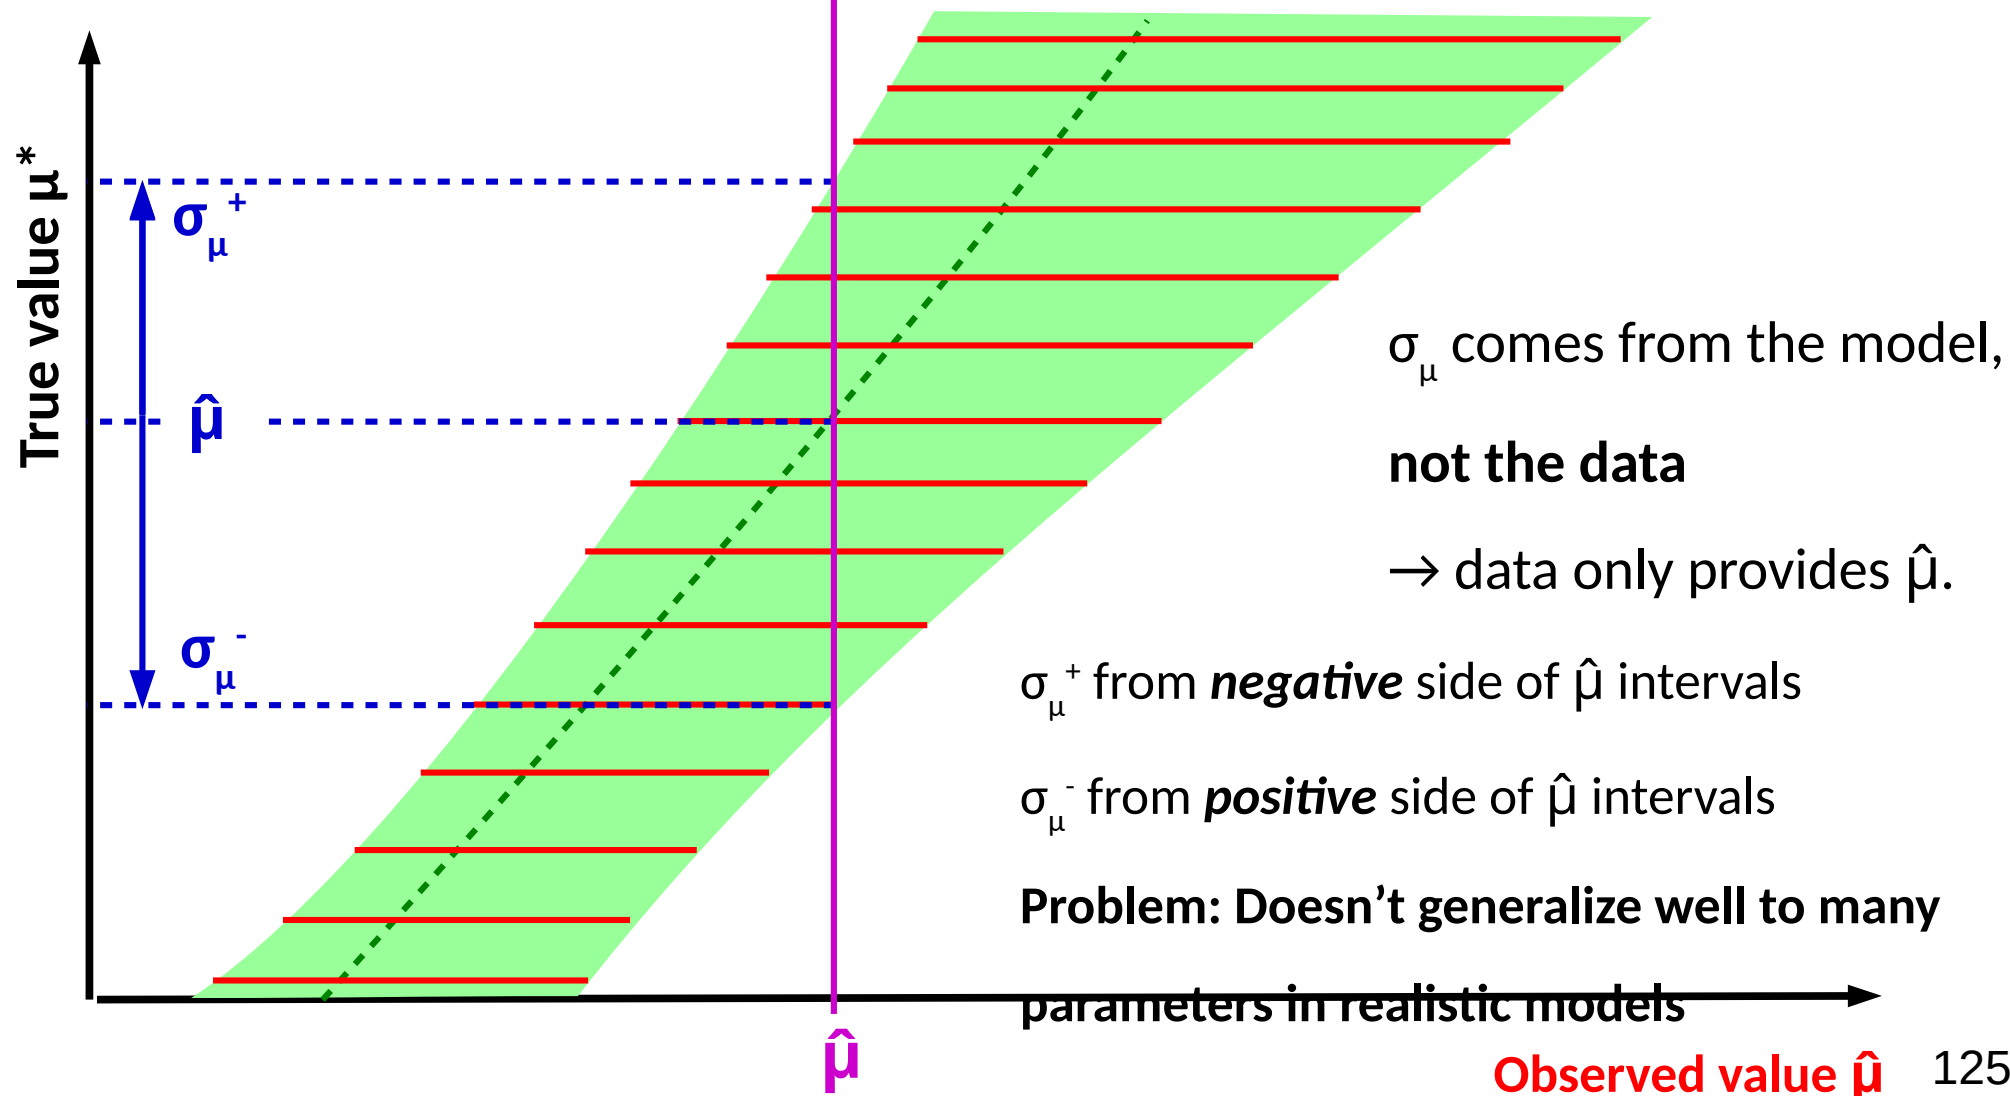 True value μ*
σμ+
μ̂
σμ-
σμ comes from the model,
not the data
→ data only provides μ̂.
σμ+ from negative side of μ̂ intervals
σμ- from positive side of μ̂ intervals
Problem: Doesn’t generalize well to many
parameters in realistic models
μ̂
Observed value μ̂
125